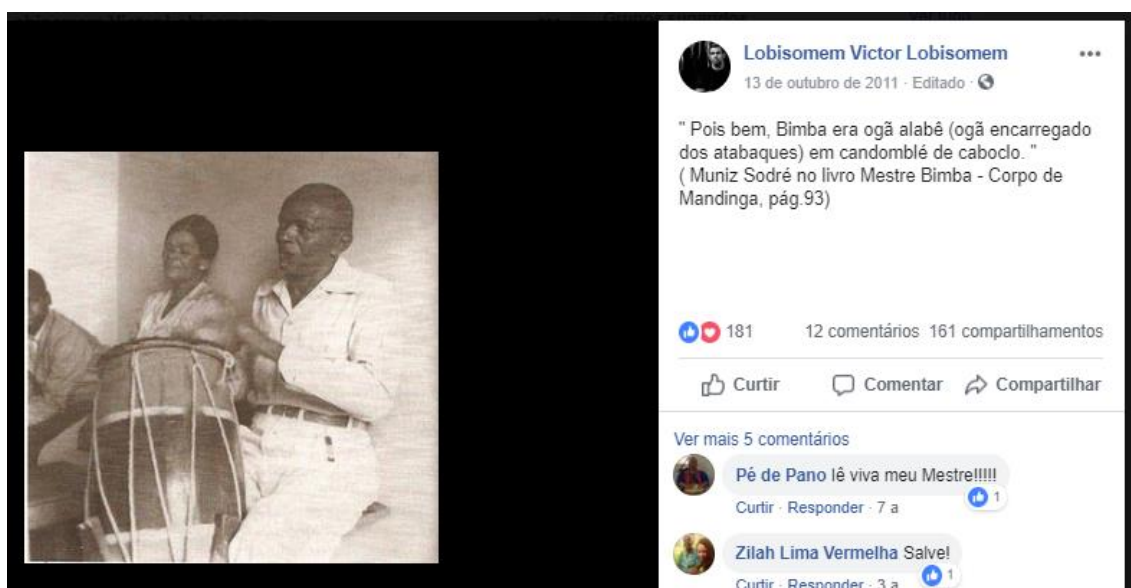 Lobisomem Victor Lobisomem
13 de outubro de 2011 · Editado ·
" Pois bem, Bimba era ogã alabê (ogã encarregado
dos atabaques) em candomblé de caboclo. "
( Muniz Sodré no livro Mestre Bimba - Corpo de
Mandinga, pág.93)
181 12 comentários 161 compartilhamentos
Curtir Comentar Compartilhar
Ver mais 5 comentários
Pé de Pano Iê viva meu Mestre!!!!!
1
Curtir · Responder · 7 a
Zilah Lima Vermelha Salve!
1
Curtir · Responder · 3 a